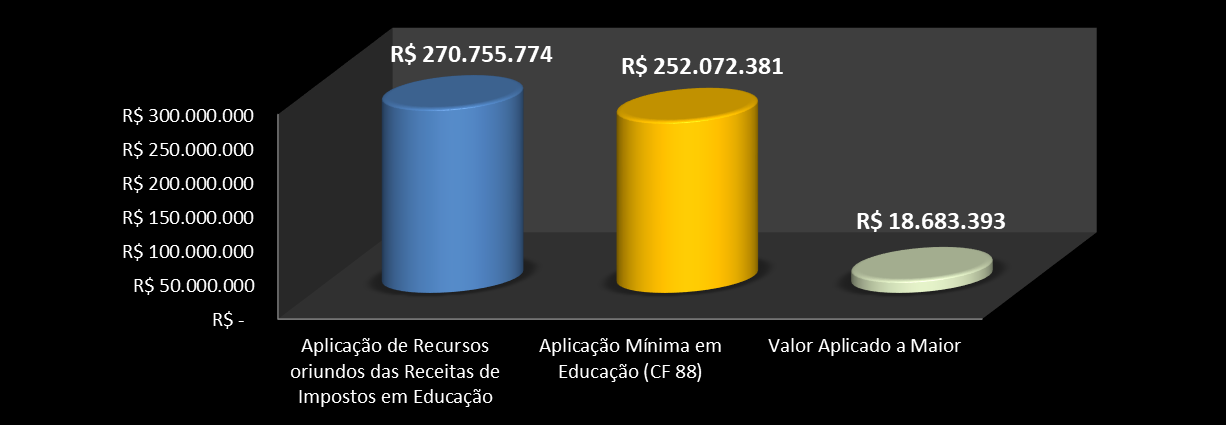 R$ 270.755.774
R$ 252.072.381
R$ 18.683.393
R$ 300.000.000
R$ 250.000.000
R$ 200.000.000
R$ 150.000.000
R$ 100.000.000
R$ 50.000.000
R$ -
Aplicação de Recursos
oriundos das Receitas de
Impostos em Educação
Aplicação Mínima em
Educação (CF 88)
Valor Aplicado a Maior